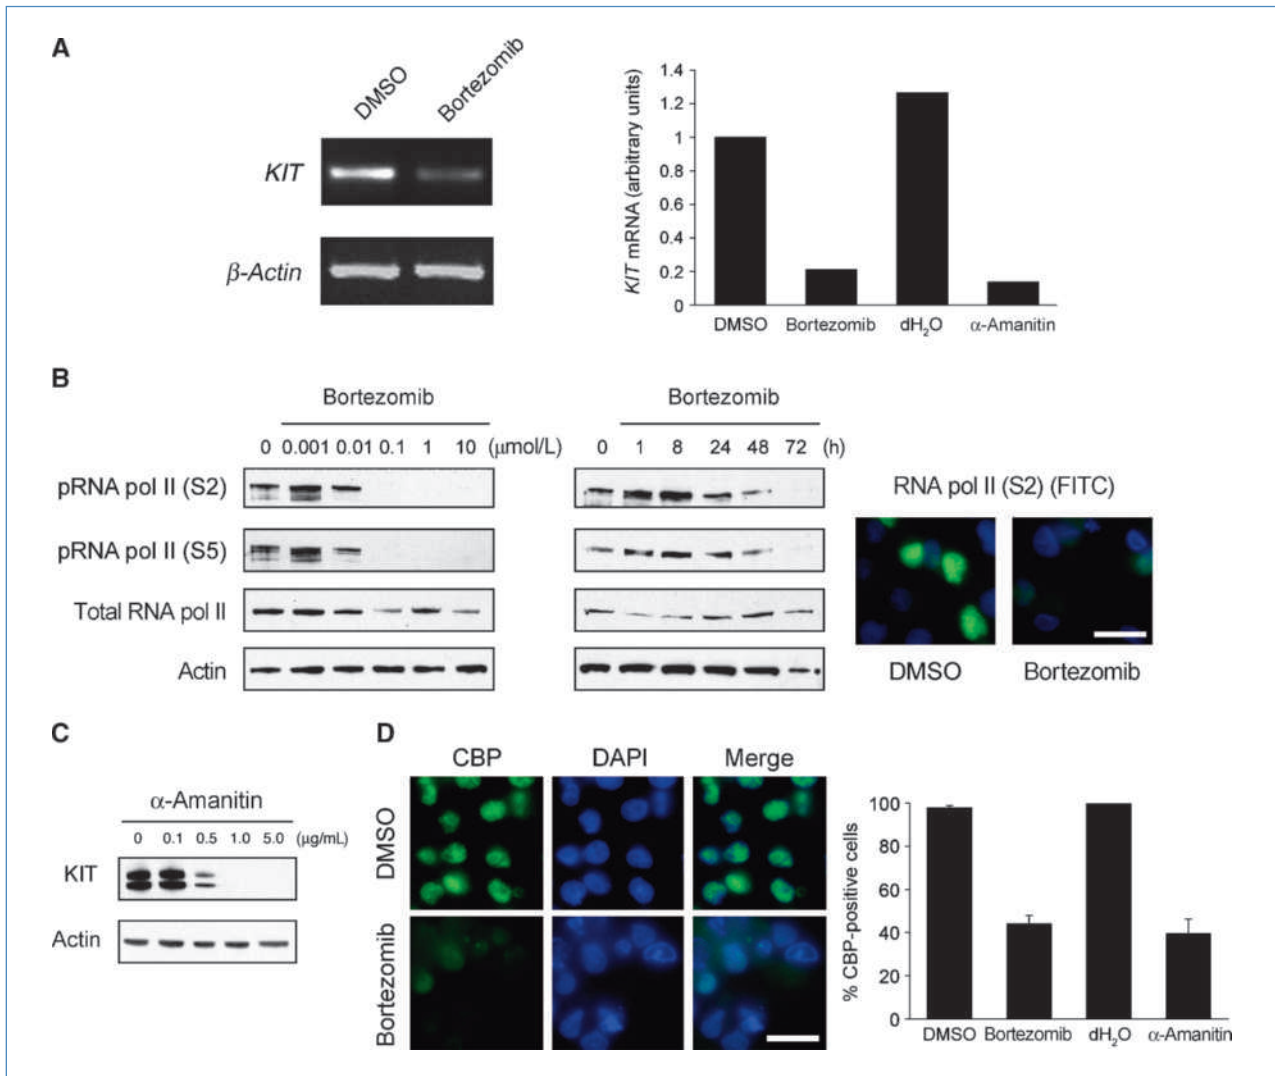 A
DMSO
Bortezomib
KIT
β-Actin
KIT mRNA (arbitrary units)
1.4
1.2
1
0.8
0.6
0.4
0.2
0
DMSO Bortezomib dH₂O α-Amanitin
B
Bortezomib
0 0.001 0.01 0.1 1 10 (μmol/L)
Bortezomib
0 1 8 24 48 72 (h)
pRNA pol II (S2)
pRNA pol II (S5)
Total RNA pol II
Actin
RNA pol II (S2) (FITC)
DMSO Bortezomib
C
α-Amanitin
0 0.1 0.5 1.0 5.0 (μg/mL)
KIT
Actin
D
CBP DAPI Merge
DMSO
Bortezomib
% CBP-positive cells
100
80
60
40
20
0
DMSO Bortezomib dH₂O α-Amanitin